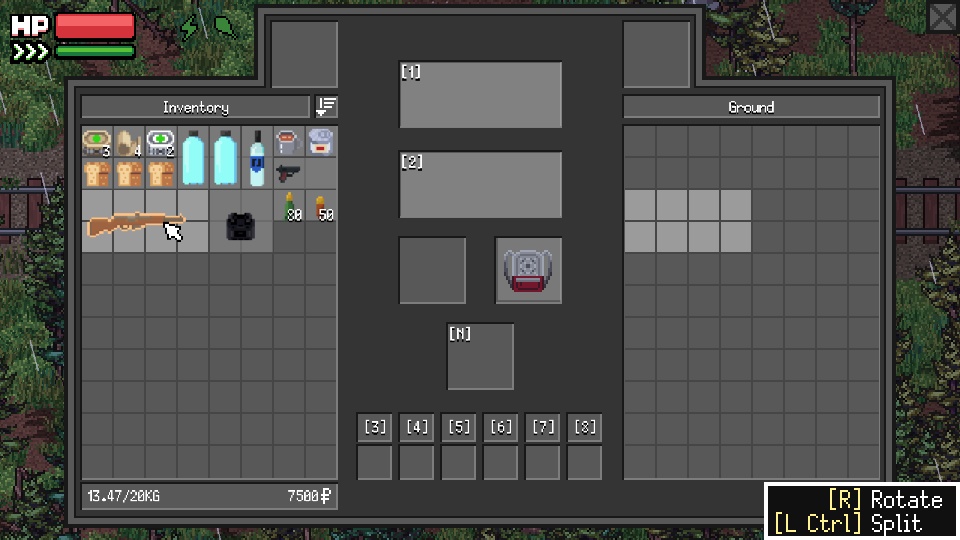 HP
>>>
Inventory
Ground
[1]
3
4
2
[2]
80
50
[N]
[3] [4] [5] [6] [7] [8]
13.47/20KG 7500₽
[R] Rotate
[L Ctrl] Split